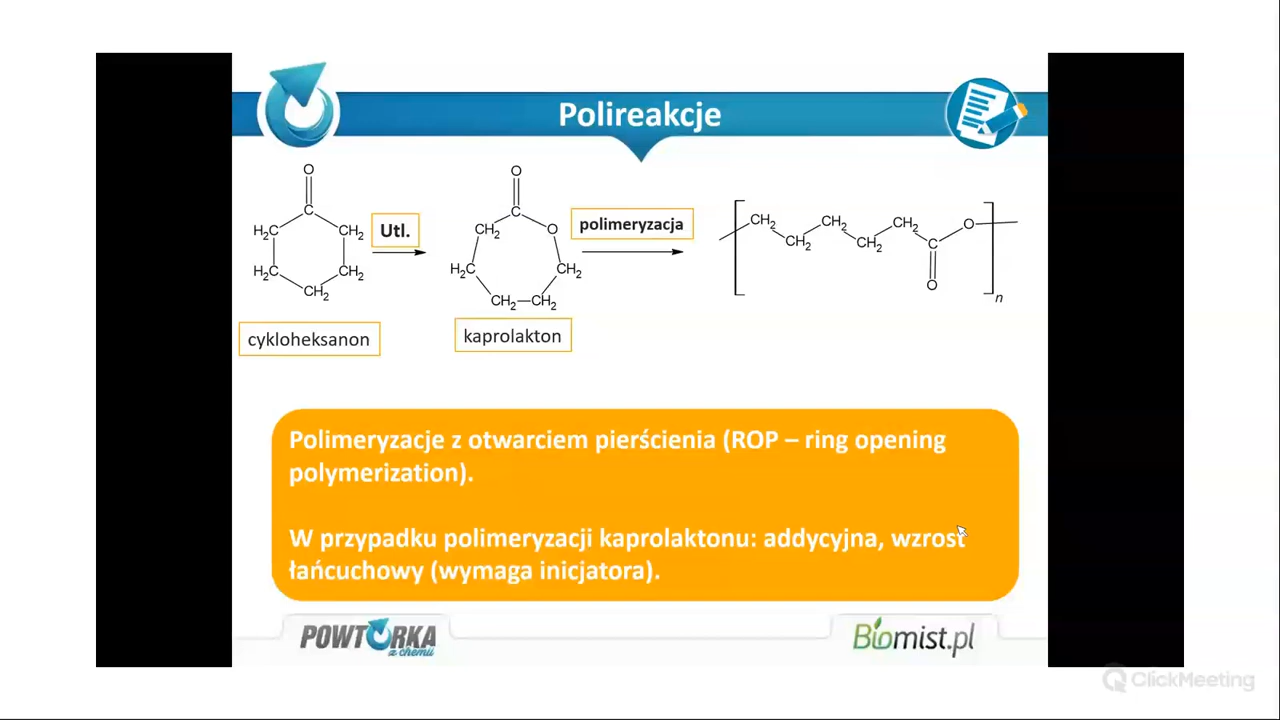 Polireakcje
O
C
H₂C
CH₂
H₂C
CH₂
CH₂
Utl.
O
C
CH₂
O
H₂C
CH₂
CH₂—CH₂
polimeryzacja
CH₂
CH₂
CH₂
CH₂
CH₂
C
O
O
n
cykloheksanon
kaprolakton
Polimeryzacje z otwarciem pierścienia (ROP – ring opening
polymerization).
W przypadku polimeryzacji kaprolaktonu: addycyjna, wzrost
łańcuchowy (wymaga inicjatora).
POWTÓRKA
z chemii
Biomist.pl
ClickMeeting